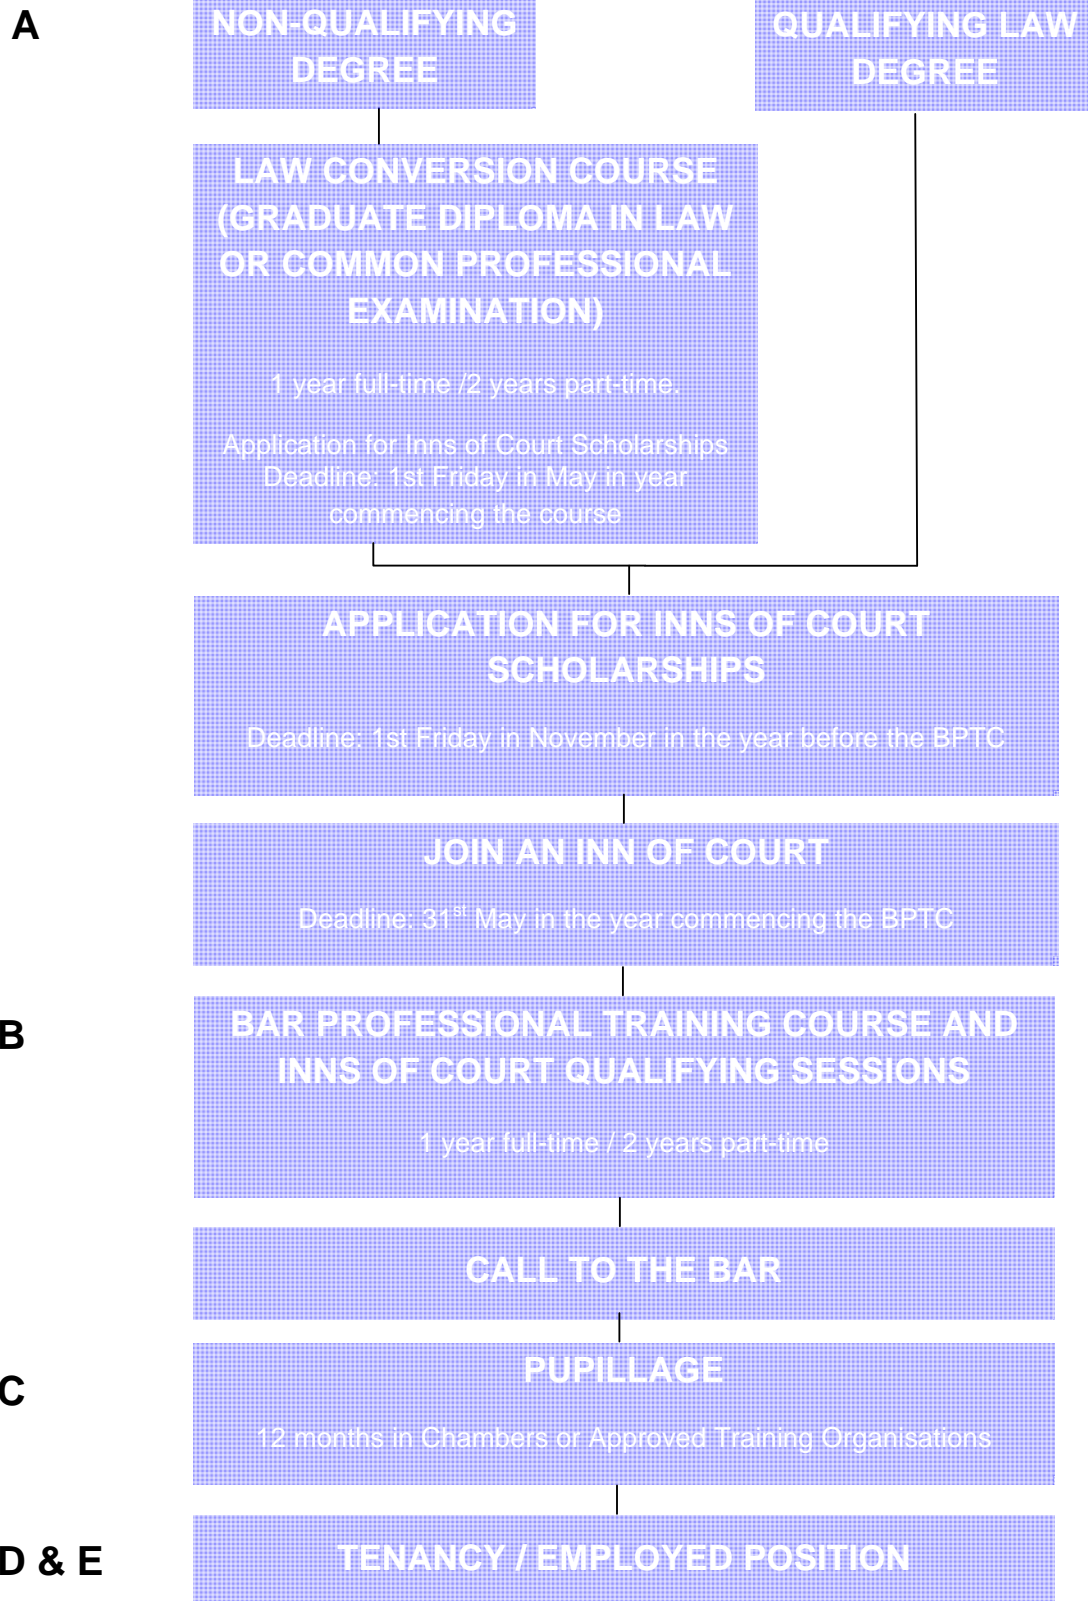 A
NON-QUALIFYING
DEGREE
QUALIFYING LAW
DEGREE
LAW CONVERSION COURSE
(GRADUATE DIPLOMA IN LAW
OR COMMON PROFESSIONAL
EXAMINATION)
1 year full-time /2 years part-time.
Application for Inns of Court Scholarships
Deadline: 1st Friday in May in year
commencing the course
APPLICATION FOR INNS OF COURT
SCHOLARSHIPS
Deadline: 1st Friday in November in the year before the BPTC
JOIN AN INN OF COURT
Deadline: 31st May in the year commencing the BPTC
B
BAR PROFESSIONAL TRAINING COURSE AND
INNS OF COURT QUALIFYING SESSIONS
1 year full-time / 2 years part-time
CALL TO THE BAR
C
PUPILLAGE
12 months in Chambers or Approved Training Organisations
D & E
TENANCY / EMPLOYED POSITION